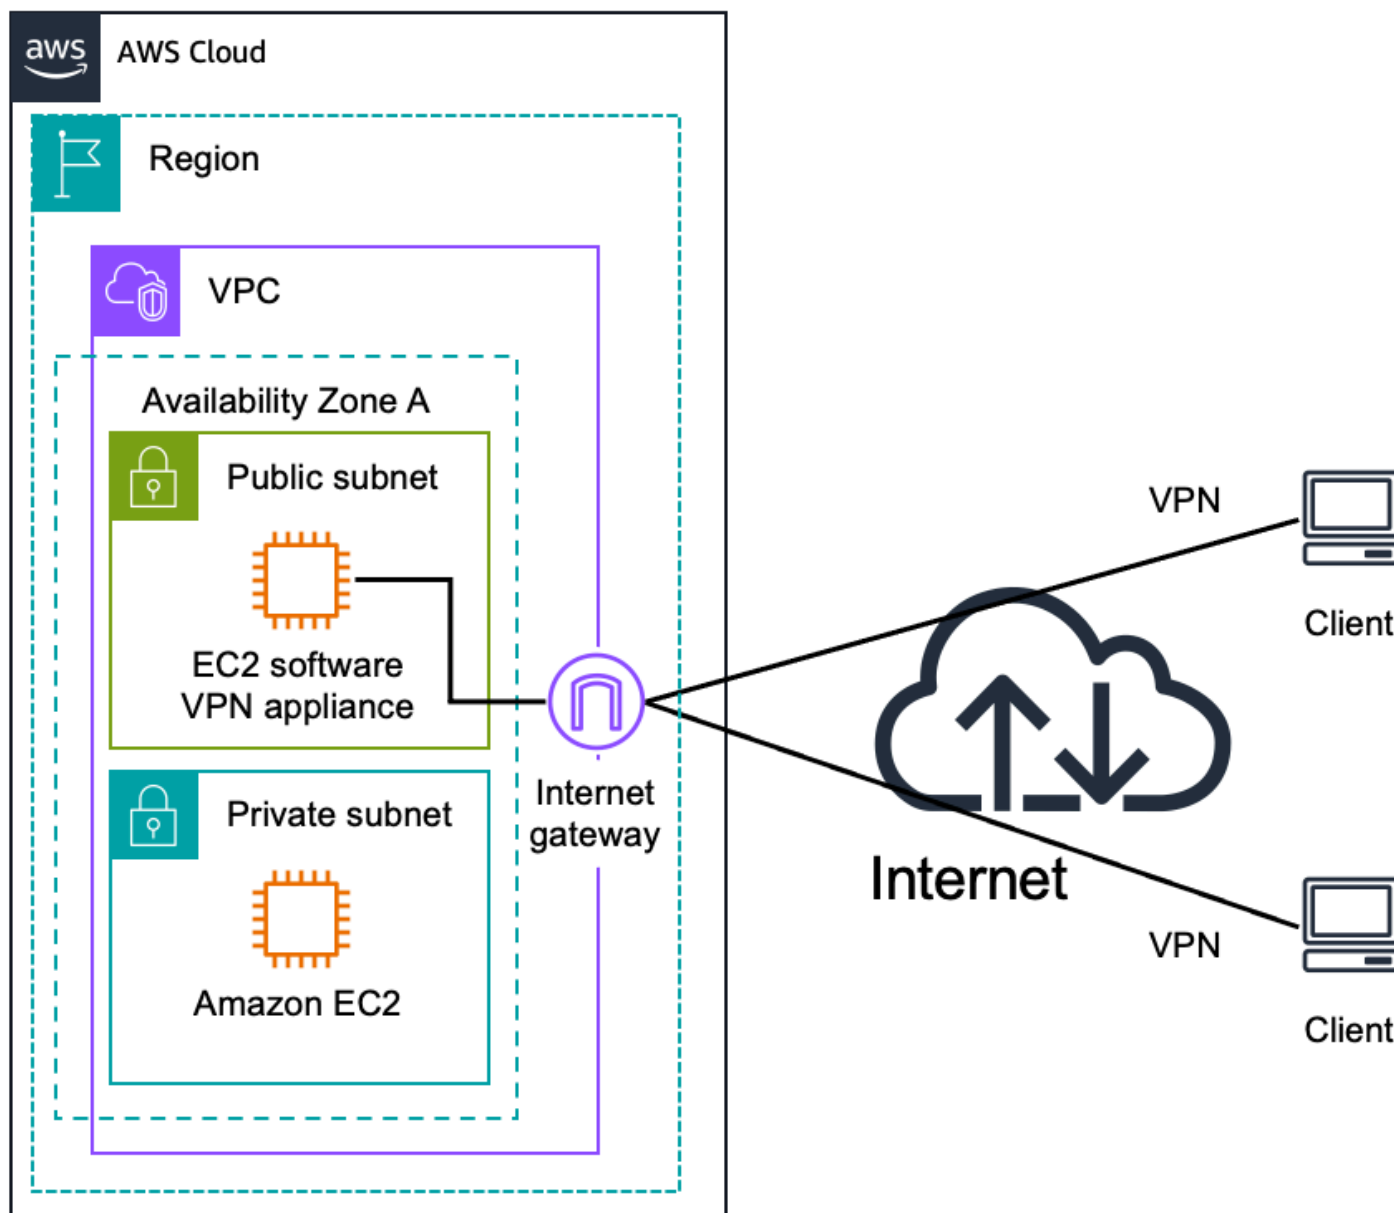 aws
AWS Cloud
Region
VPC
Availability Zone A
Public subnet
EC2 software
VPN appliance
Private subnet
Amazon EC2
Internet
gateway
VPN
Client
Internet
VPN
Client